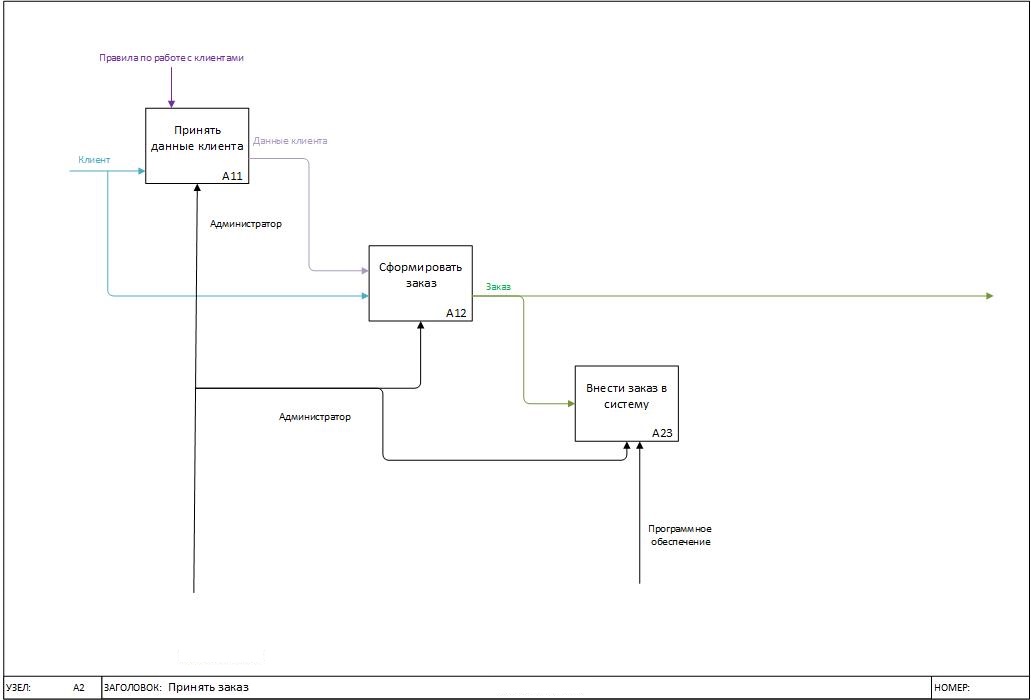 Правила по работе с клиентами
Принять
данные клиента
A11
Данные клиента
Клиент
Администратор
Сформировать
заказ
A12
Заказ
Внести заказ в
систему
A23
Администратор
Программное
обеспечение
УЗЕЛ: A2 ЗАГОЛОВОК: Принять заказ НОМЕР: